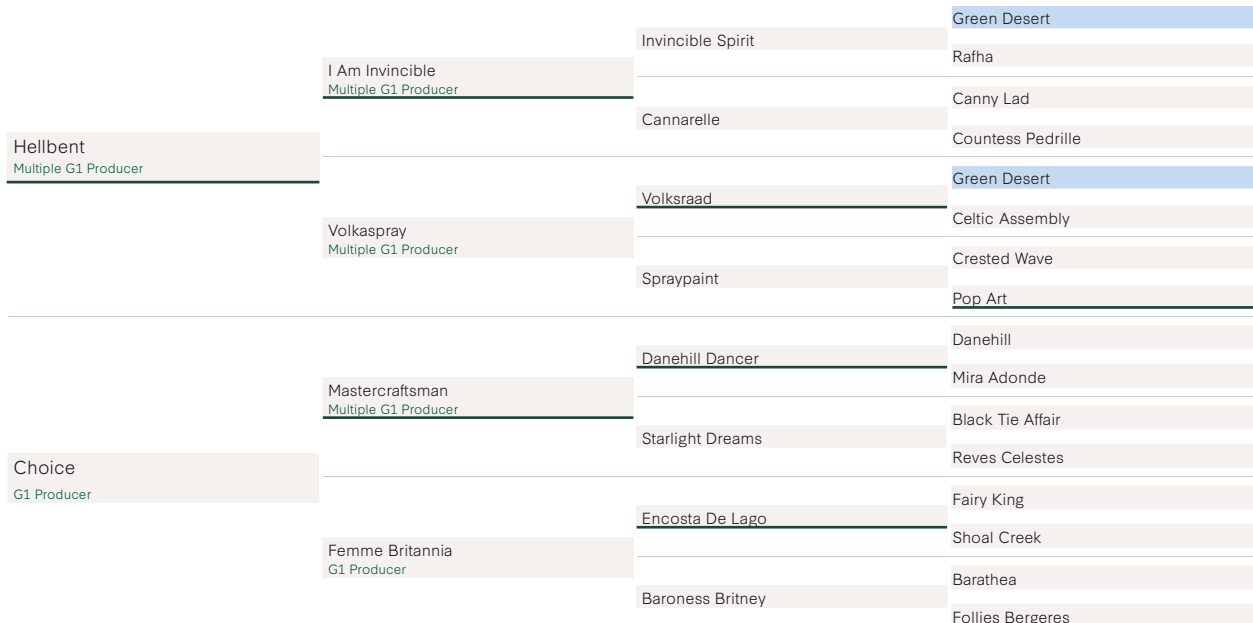 Hellbent
Multiple G1 Producer
I Am Invincible
Multiple G1 Producer
Invincible Spirit
Green Desert
Rafha
Cannarelle
Canny Lad
Countess Pedrille
Volkaspray
Multiple G1 Producer
Volksraad
Green Desert
Celtic Assembly
Spraypaint
Crested Wave
Pop Art
Choice
G1 Producer
Mastercraftsman
Multiple G1 Producer
Danehill Dancer
Danehill
Mira Adonde
Starlight Dreams
Black Tie Affair
Reves Celestes
Femme Britannia
G1 Producer
Encosta De Lago
Fairy King
Shoal Creek
Baroness Britney
Barathea
Follies Bergeres